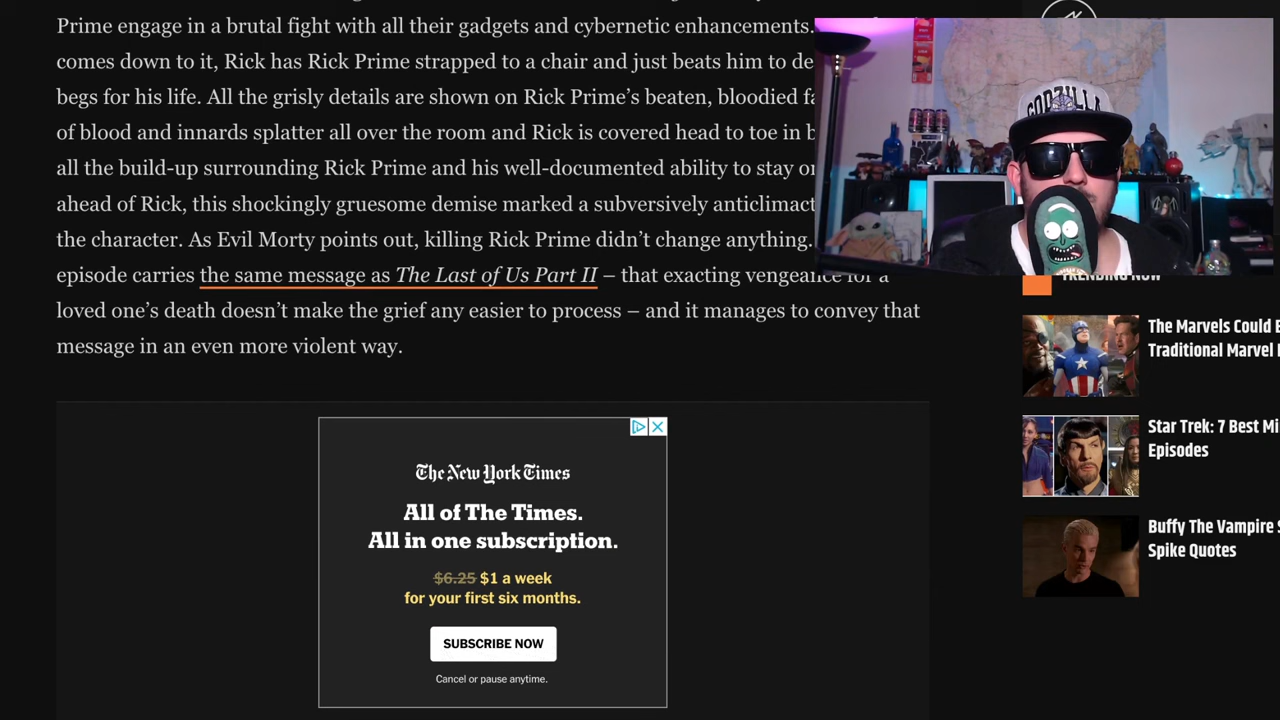 Prime engage in a brutal fight with all their gadgets and cybernetic enhancements.
comes down to it, Rick has Rick Prime strapped to a chair and just beats him to de
begs for his life. All the grisly details are shown on Rick Prime's beaten, bloodied fa
of blood and innards splatter all over the room and Rick is covered head to toe in b
all the build-up surrounding Rick Prime and his well-documented ability to stay on
ahead of Rick, this shockingly gruesome demise marked a subversively anticlimact
the character. As Evil Morty points out, killing Rick Prime didn't change anything.
episode carries the same message as The Last of Us Part II – that exacting vengeance for a
loved one's death doesn't make the grief any easier to process – and it manages to convey that
message in an even more violent way.
GODZILLA
TRENDING NOW
The Marvels Could B
Traditional Marvel
Star Trek: 7 Best Mi
Episodes
Buffy The Vampire S
Spike Quotes
The New York Times
All of The Times.
All in one subscription.
$6.25 $1 a week
for your first six months.
SUBSCRIBE NOW
Cancel or pause anytime.